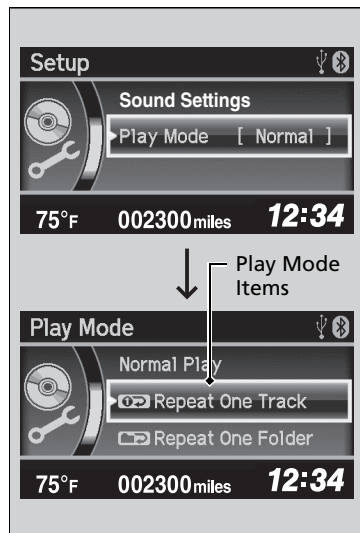 Setup
Sound Settings
Play Mode [ Normal ]
75°F 002300 miles 12:34
Play Mode
Items
Play Mode
Normal Play
Repeat One Track
Repeat One Folder
75°F 002300 miles 12:34